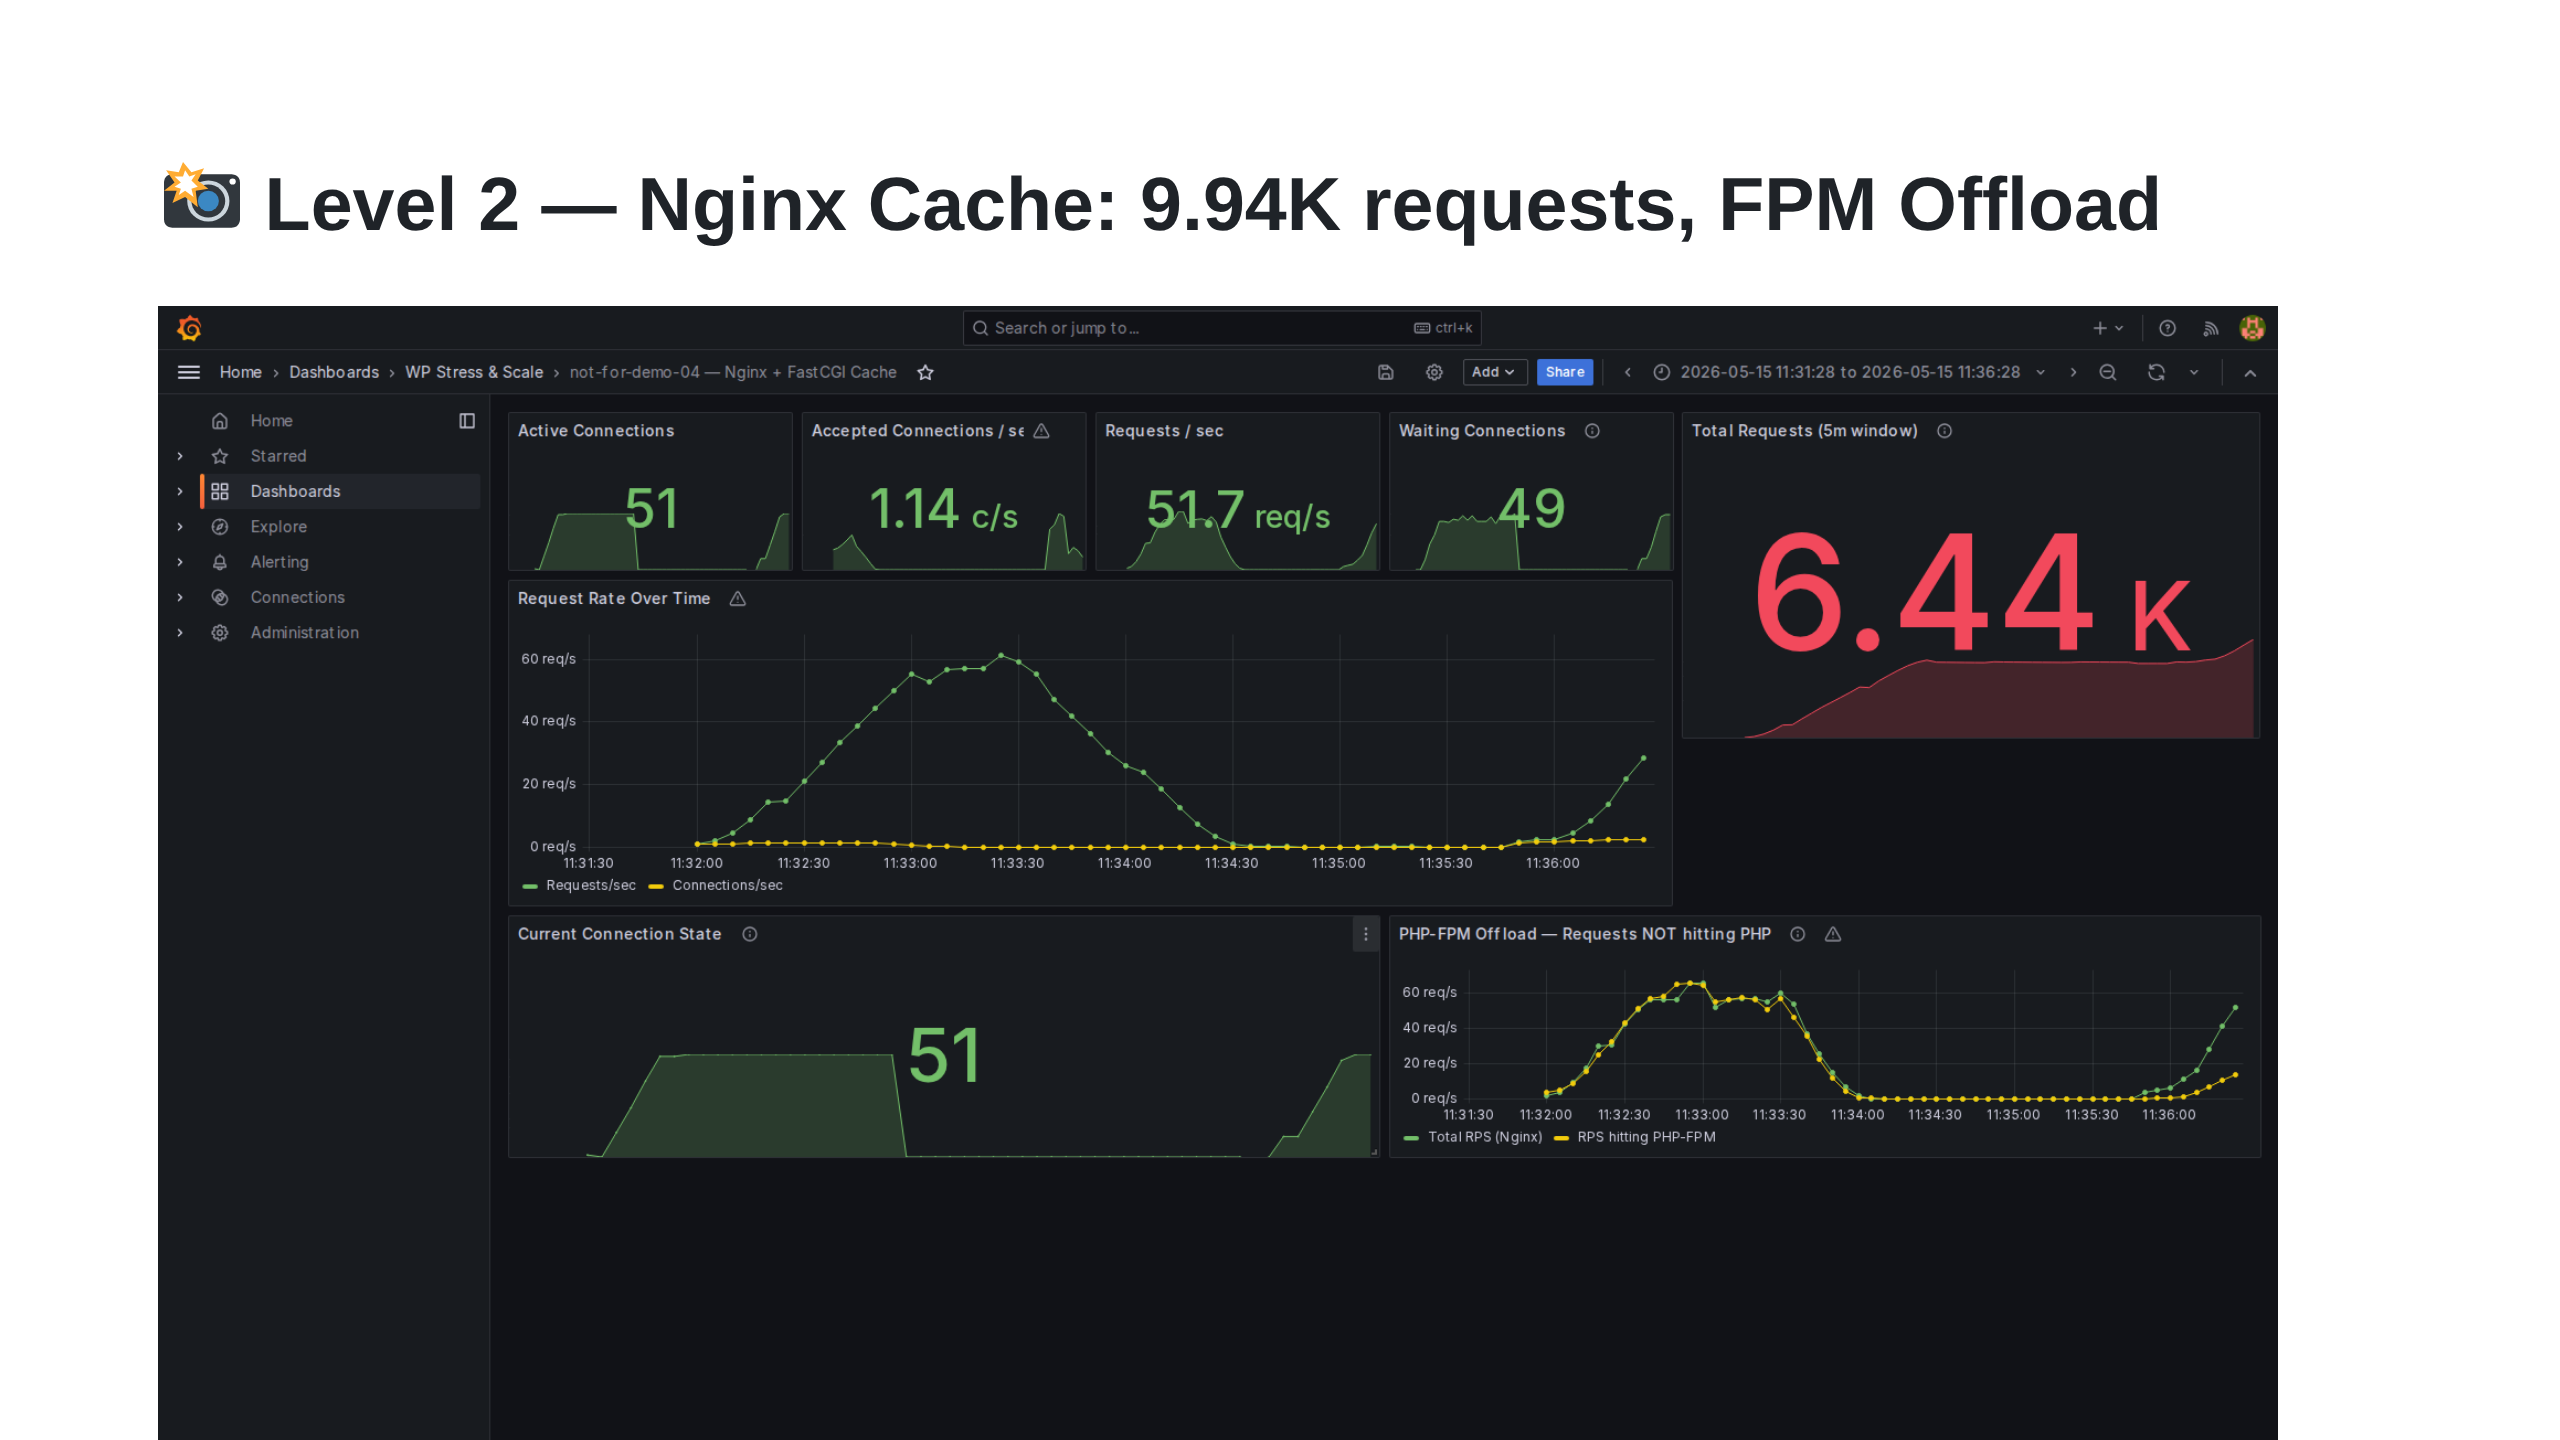 Level 2 — Nginx Cache: 9.94K requests, FPM Offload
Search or jump to...
ctrl+k
Home › Dashboards › WP Stress & Scale › not-for-demo-04 — Nginx + FastCGI Cache
Add
Share
2026-05-15 11:31:28 to 2026-05-15 11:36:28
Home
Starred
Dashboards
Explore
Alerting
Connections
Administration
Active Connections
51
Accepted Connections / se
1.14 c/s
Requests / sec
51.7 req/s
Waiting Connections
49
Total Requests (5m window)
6.44 K
Request Rate Over Time
60 req/s
40 req/s
20 req/s
0 req/s
11:31:30 11:32:00 11:32:30 11:33:00 11:33:30 11:34:00 11:34:30 11:35:00 11:35:30 11:36:00
Requests/sec Connections/sec
Current Connection State
51
PHP-FPM Offload — Requests NOT hitting PHP
60 req/s
40 req/s
20 req/s
0 req/s
11:31:30 11:32:00 11:32:30 11:33:00 11:33:30 11:34:00 11:34:30 11:35:00 11:35:30 11:36:00
Total RPS (Nginx) RPS hitting PHP-FPM